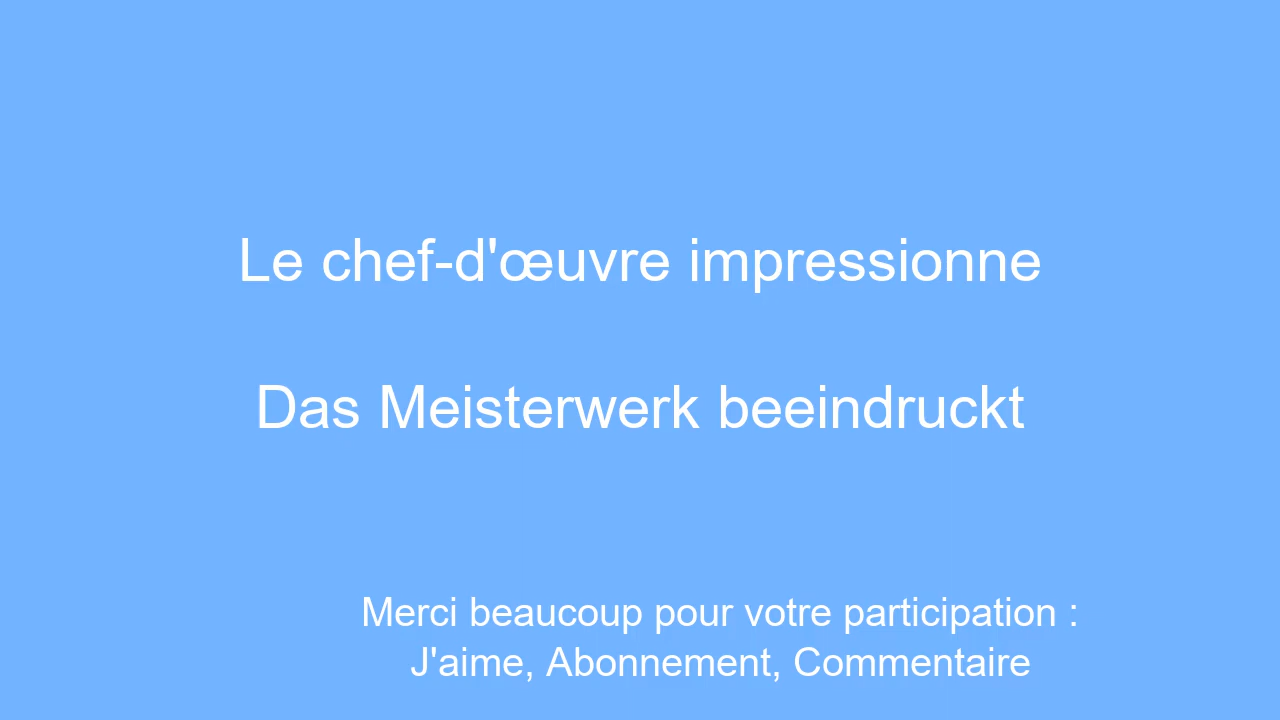 Le chef-d'œuvre impressionne
Das Meisterwerk beeindruckt
Merci beaucoup pour votre participation :
J'aime, Abonnement, Commentaire